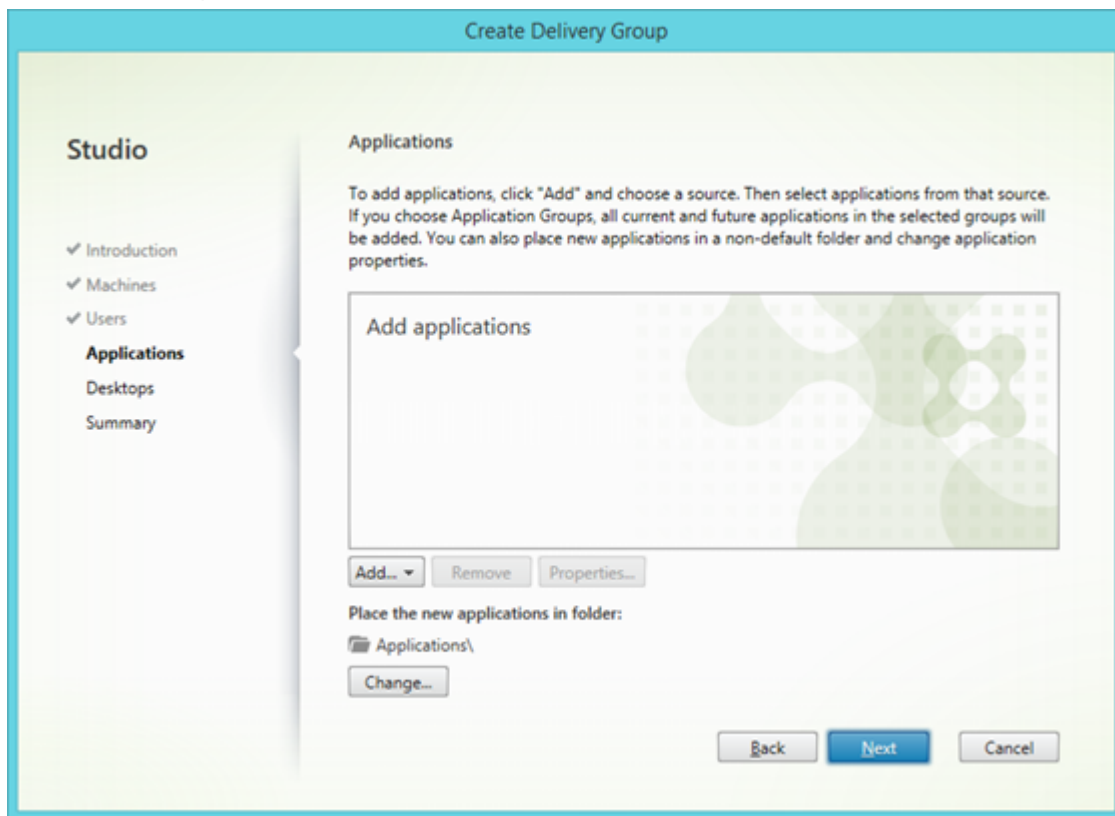 Create Delivery Group
Studio
Introduction
Machines
Users
Applications
Desktops
Summary
Applications
To add applications, click "Add" and choose a source. Then select applications from that source.
If you choose Application Groups, all current and future applications in the selected groups will
be added. You can also place new applications in a non-default folder and change application
properties.
Add applications
Add...
Remove
Properties...
Place the new applications in folder:
Applications\
Change...
Back
Next
Cancel